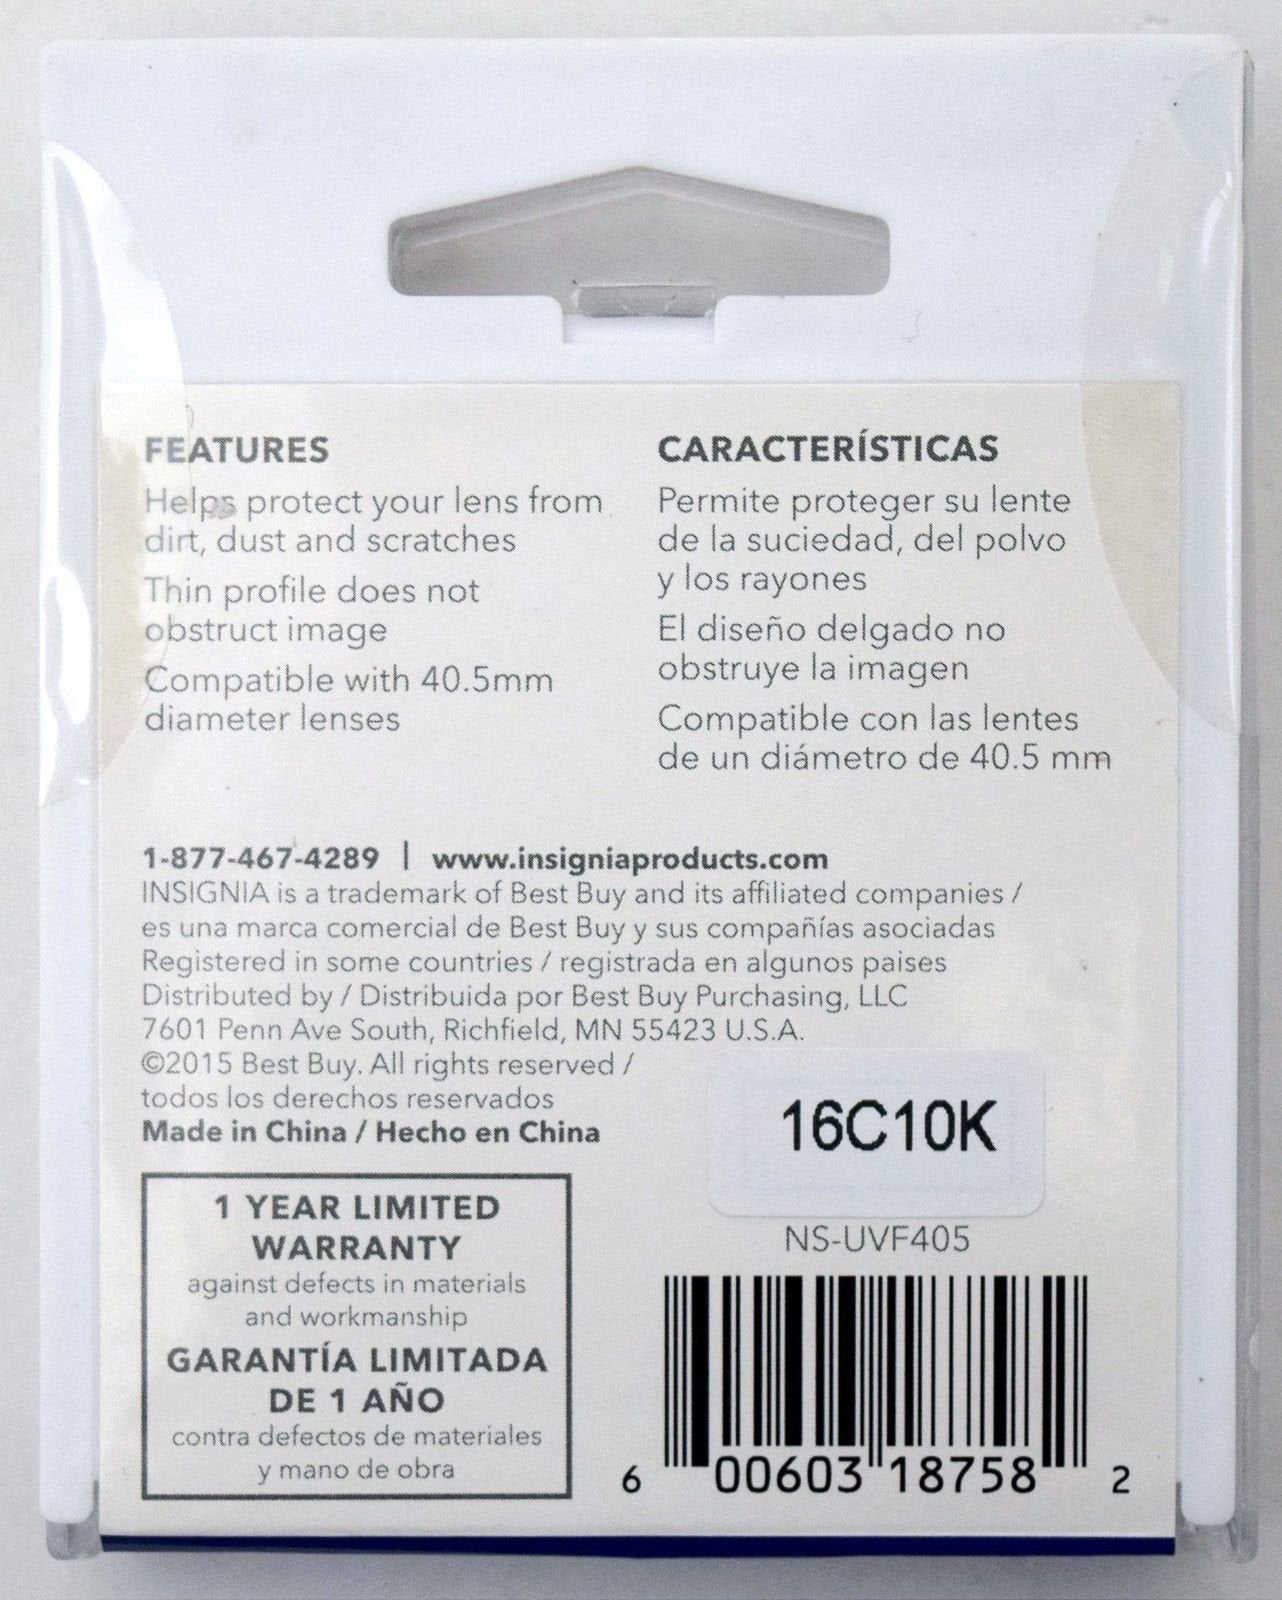 FEATURES
Helps protect your lens from
dirt, dust and scratches
Thin profile does not
obstruct image
Compatible with 40.5mm
diameter lenses
CARACTERÍSTICAS
Permite proteger su lente
de la suciedad, del polvo
y los rayones
El diseño delgado no
obstruye la imagen
Compatible con las lentes
de un diámetro de 40.5 mm
1-877-467-4289 | www.insigniaproducts.com
INSIGNIA is a trademark of Best Buy and its affiliated companies /
es una marca comercial de Best Buy y sus compañías asociadas
Registered in some countries / registrada en algunos paises
Distributed by / Distribuida por Best Buy Purchasing, LLC
7601 Penn Ave South, Richfield, MN 55423 U.S.A.
©2015 Best Buy. All rights reserved /
todos los derechos reservados
Made in China / Hecho en China
1 YEAR LIMITED
WARRANTY
against defects in materials
and workmanship
GARANTÍA LIMITADA
DE 1 AÑO
contra defectos de materiales
y mano de obra
16C10K
NS-UVF405
6 00603 18758 2